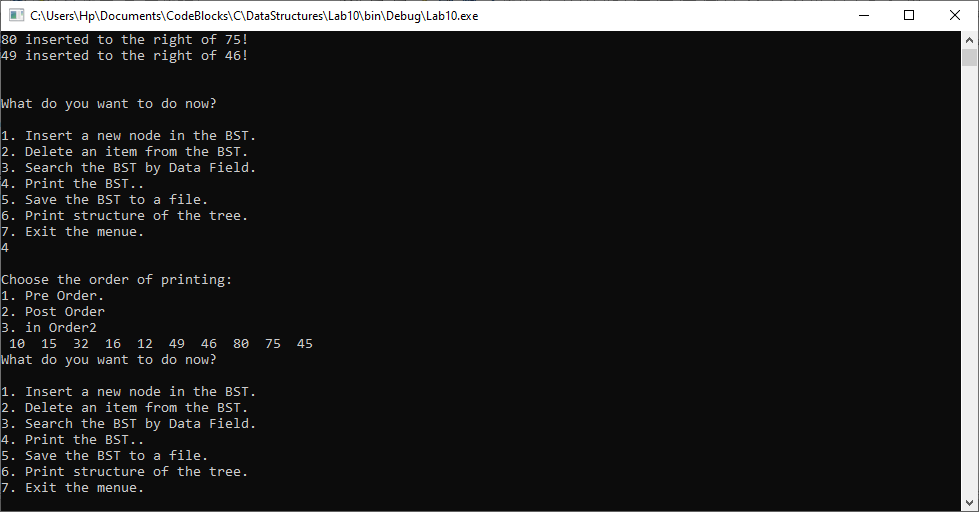 C:\Users\Hp\Documents\CodeBlocks\C\DataStructures\Lab10\bin\Debug\Lab10.exe
80 inserted to the right of 75!
49 inserted to the right of 46!
What do you want to do now?
1. Insert a new node in the BST.
2. Delete an item from the BST.
3. Search the BST by Data Field.
4. Print the BST..
5. Save the BST to a file.
6. Print structure of the tree.
7. Exit the menue.
4
Choose the order of printing:
1. Pre Order.
2. Post Order
3. in Order2
10  15  32  16  12  49  46  80  75  45
What do you want to do now?
1. Insert a new node in the BST.
2. Delete an item from the BST.
3. Search the BST by Data Field.
4. Print the BST..
5. Save the BST to a file.
6. Print structure of the tree.
7. Exit the menue.